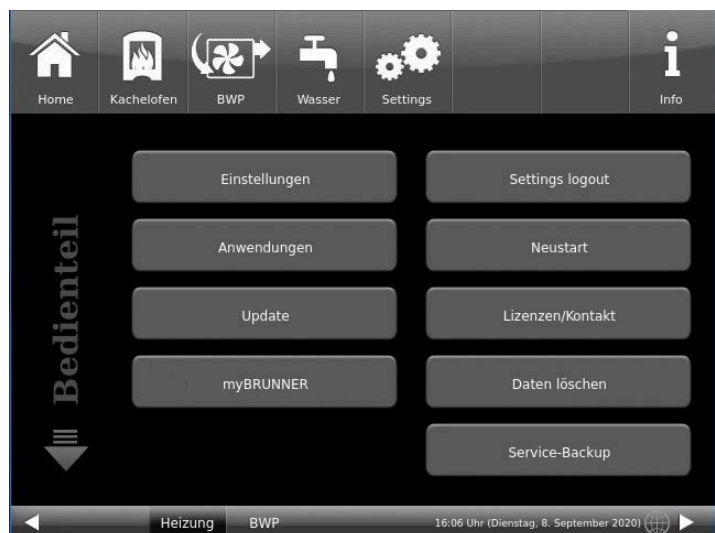 Home Kachelofen BWP Wasser Settings Info
Bedienteil
Einstellungen Settings logout
Anwendungen Neustart
Update Lizenzen/Kontakt
myBRUNNER Daten löschen
Service-Backup
Heizung BWP 16:06 Uhr (Dienstag, 8. September 2020)